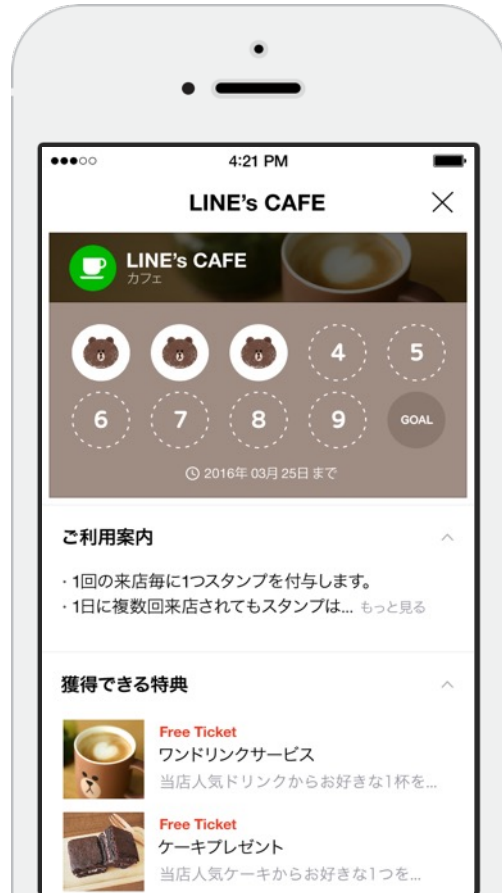 4:21 PM
LINE's CAFE
LINE's CAFE
カフェ
4
5
6
7
8
9
GOAL
2016年 03月 25日 まで
ご利用案内
・1回の来店毎に1つスタンプを付与します。
・1日に複数回来店されてもスタンプは... もっと見る
獲得できる特典
Free Ticket
ワンドリンクサービス
当店人気ドリンクからお好きな1杯を...
Free Ticket
ケーキプレゼント
当店人気ケーキからお好きな1つを...